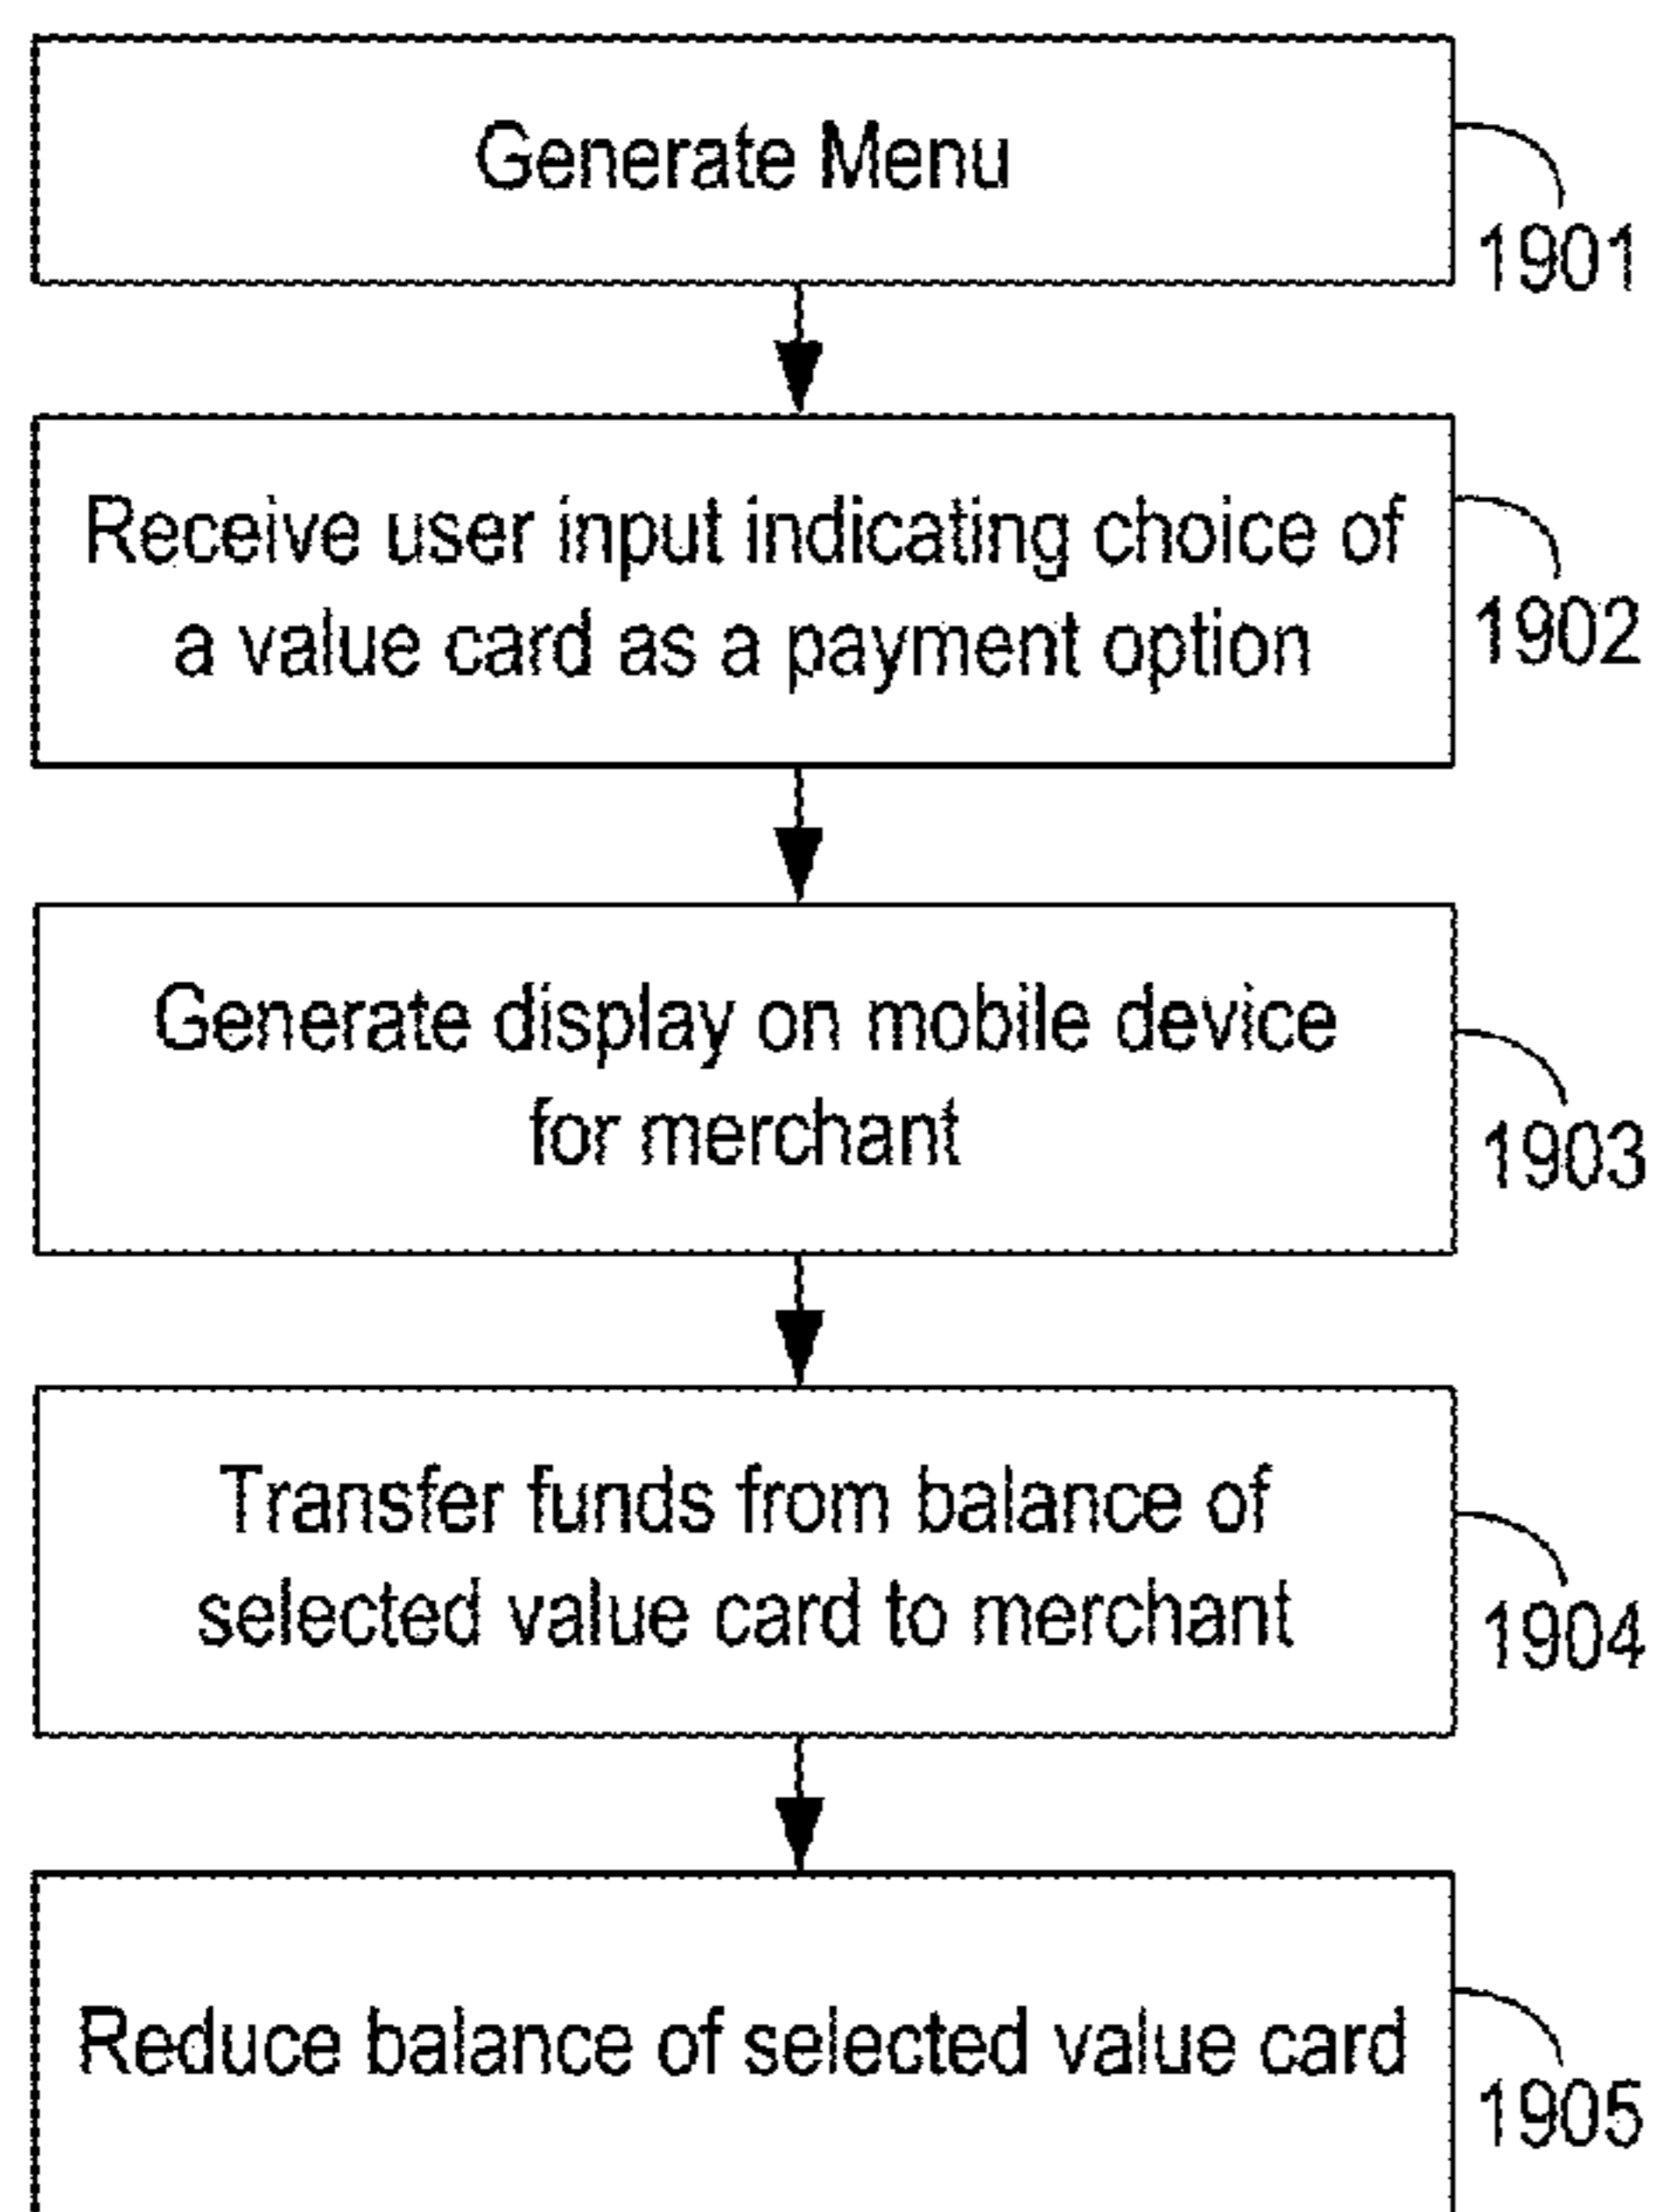 Generate Menu
1901
Receive user input indicating choice of
a value card as a payment option
1902
Generate display on mobile device
for merchant
1903
Transfer funds from balance of
selected value card to merchant
1904
Reduce balance of selected value card
1905